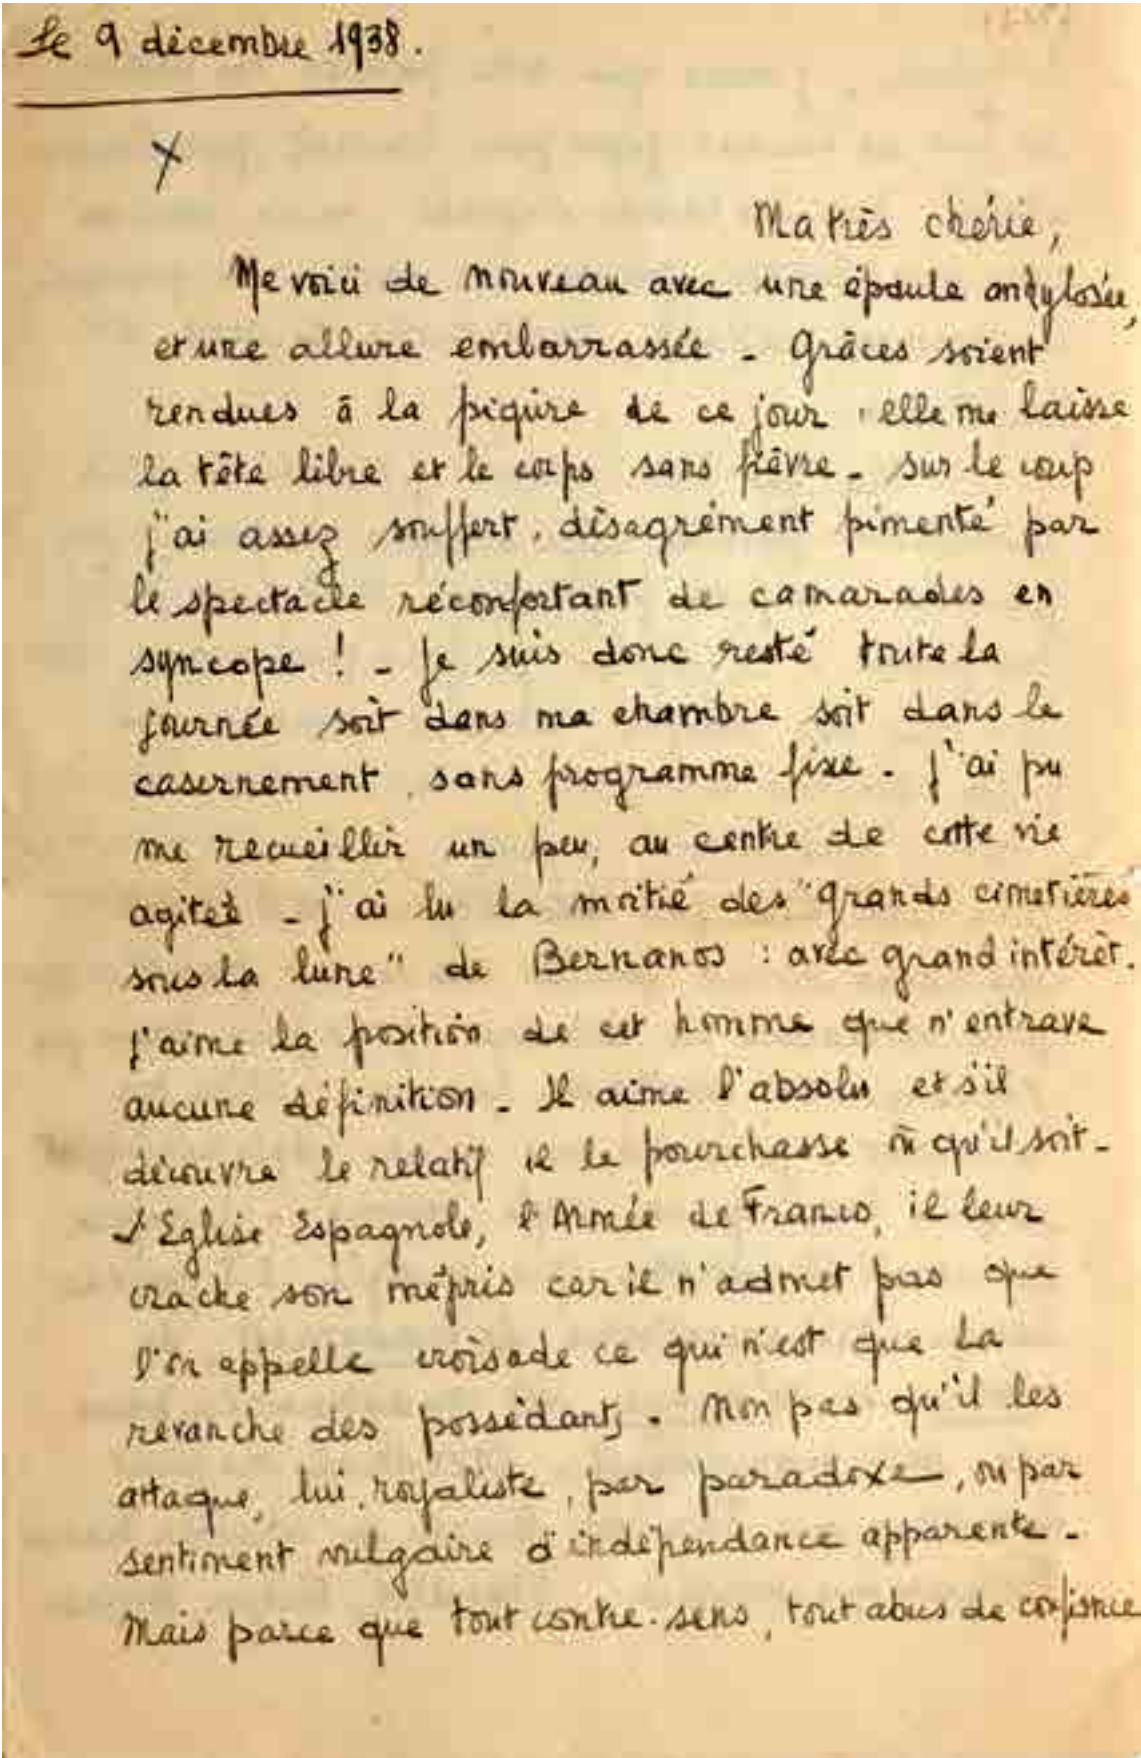 le 9 décembre 1938.
X
Ma très chérie,
Me voici de nouveau avec une épaule ankylosée,
et une allure embarrassée - Grâces soient
rendues à la piqûre de ce jour : elle me laisse
la tête libre et le corps sans fièvre - sur le coup
j'ai assez souffert, désagrément pimenté par
le spectacle réconfortant de camarades en
syncope ! - Je suis donc resté toute la
journée soit dans ma chambre soit dans le
casernement, sans programme fixe - J'ai pu
me recueillir un peu, au centre de cette vie
agitée - j'ai lu la moitié des "grands cimetières
sous la lune" de Bernanos : avec grand intérêt.
J'aime la position de cet homme que n'entrave
aucune définition - Il aime l'absolu et s'il
découvre le relatif il le pourchasse où qu'il soit -
L'Eglise Espagnole, l'Armée de Franco, il leur
crache son mépris car il n'admet pas que
l'on appelle croisade ce qui n'est que la
revanche des possédants. Non pas qu'il les
attaque, lui, royaliste, par paradoxe, ou par
sentiment vulgaire d'indépendance apparente -
Mais parce que tout contre-sens, tout abus de confiance